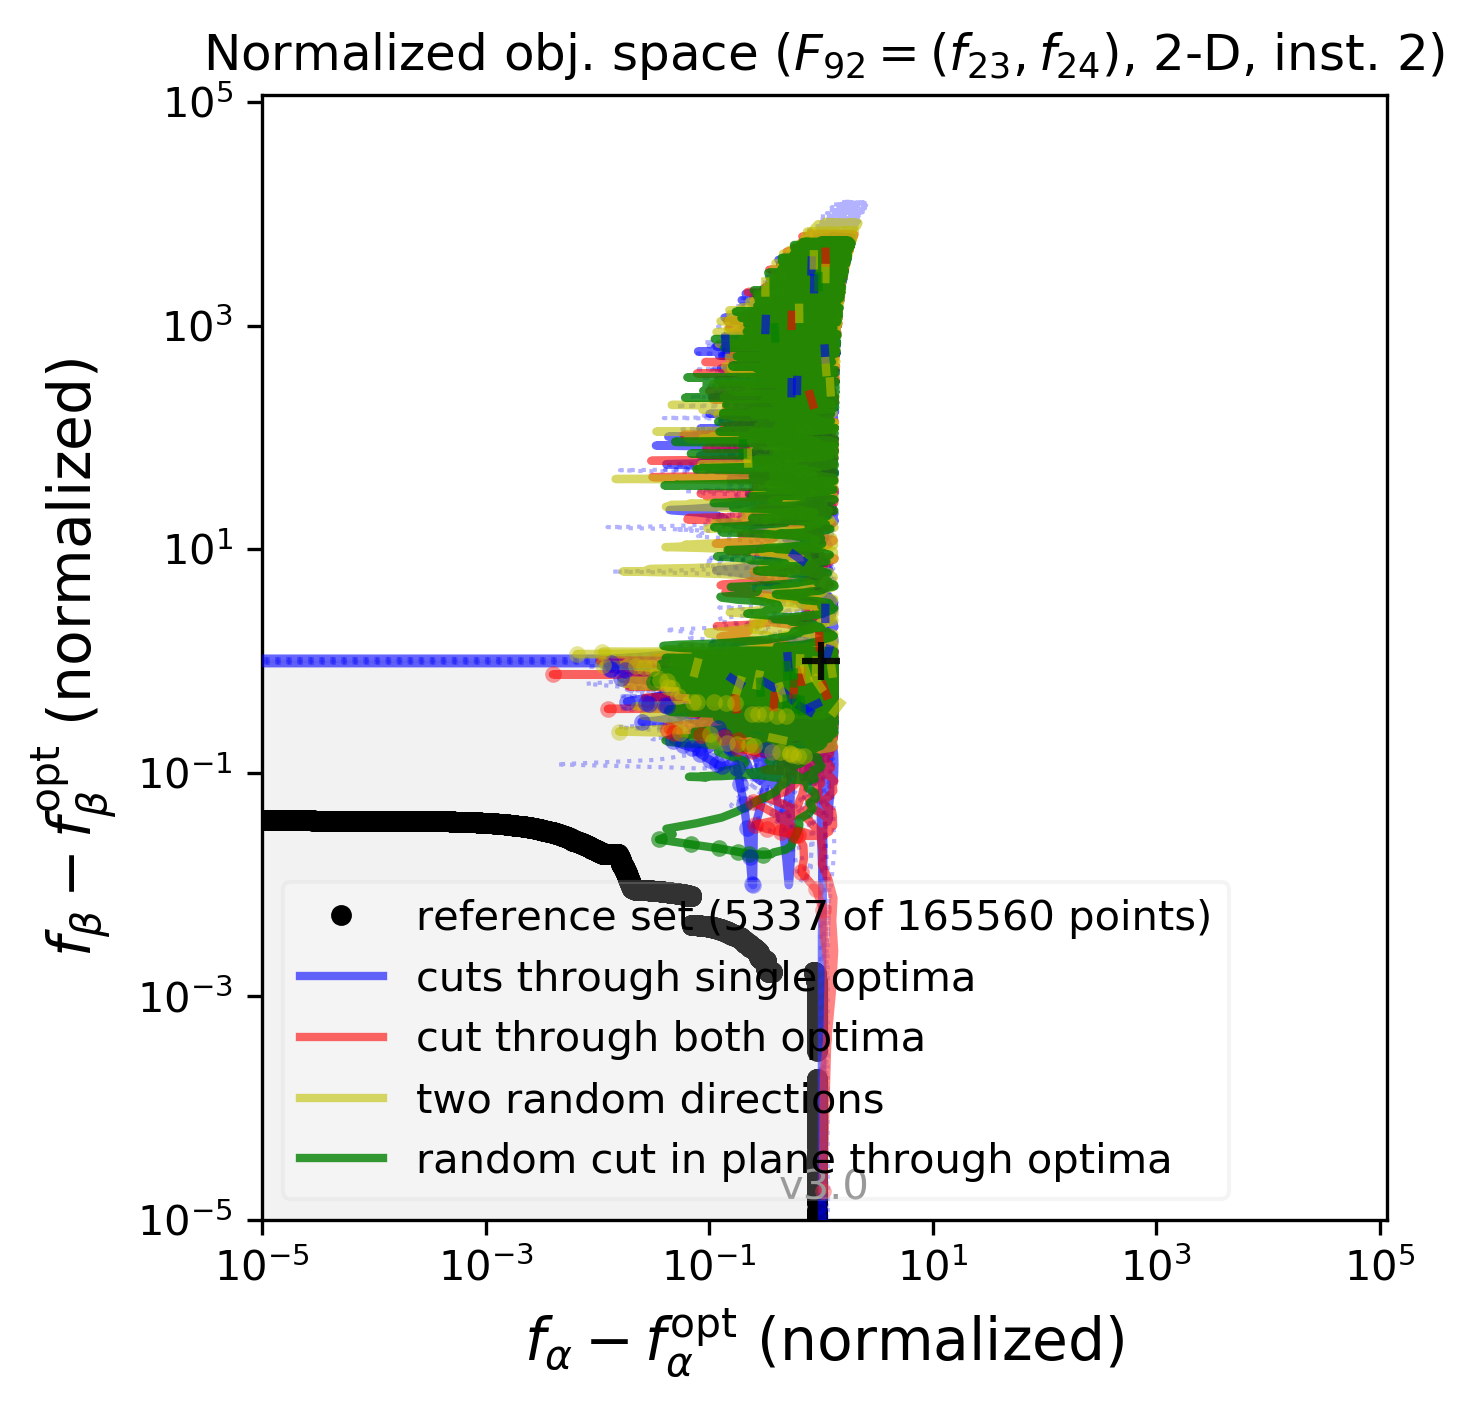 Normalized obj. space (F₉₂ = (f₂₃, f₂₄), 2-D, inst. 2)
10⁵
10³
10¹
10⁻¹
10⁻³
10⁻⁵
f_β − f_β^opt (normalized)
reference set (5337 of 165560 points)
cuts through single optima
cut through both optima
two random directions
random cut in plane through optima
v3.0
10⁻⁵ 10⁻³ 10⁻¹ 10¹ 10³ 10⁵
f_α − f_α^opt (normalized)